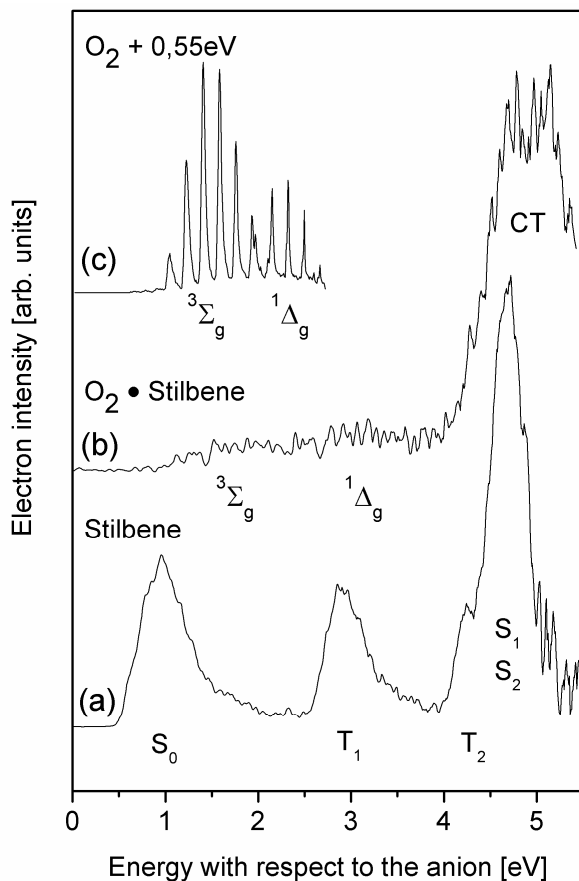 O₂ + 0,55eV
(c)
³Σg
¹Δg
CT
O₂ • Stilbene
(b)
³Σg
¹Δg
Stilbene
(a)
S₀
T₁
T₂
S₁
S₂
Electron intensity [arb. units]
0 1 2 3 4 5
Energy with respect to the anion [eV]